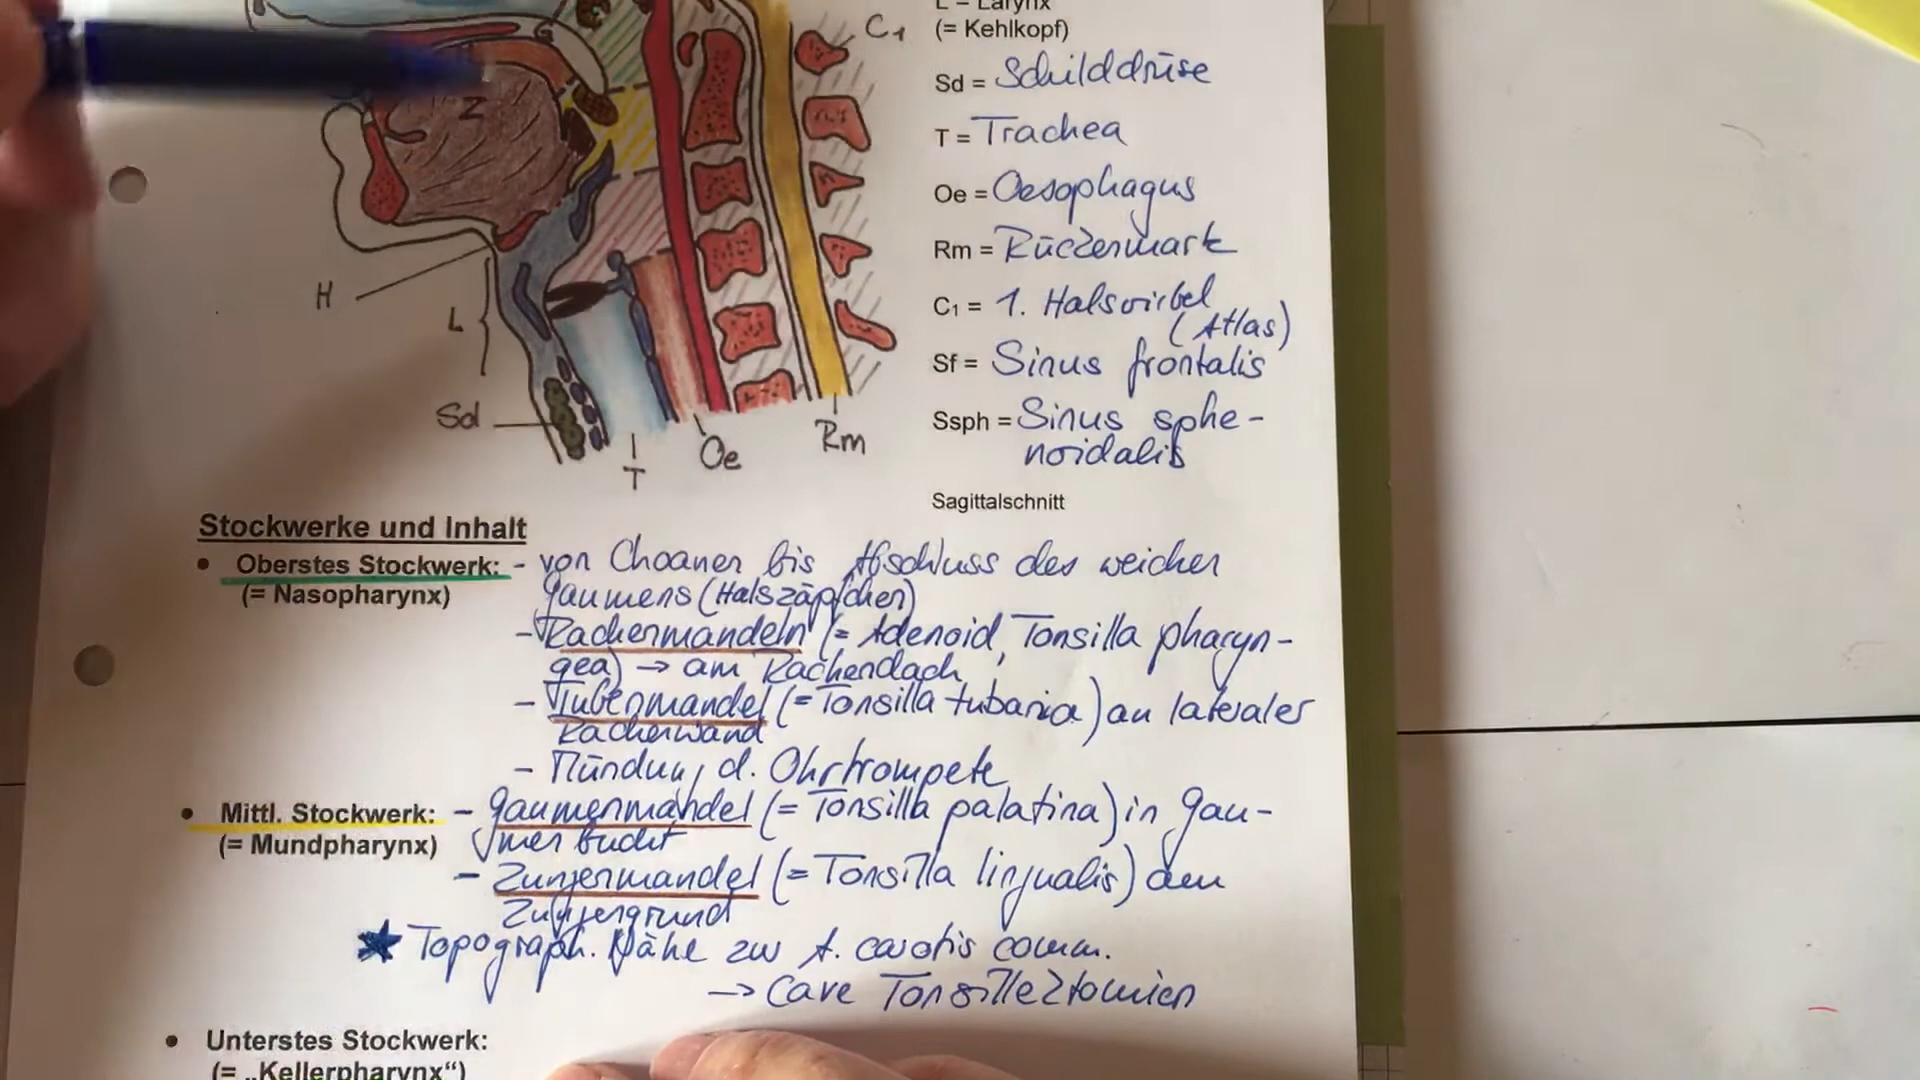 L = Larynx
(= Kehlkopf)
Sd = Schilddrüse
T = Trachea
Oe = Oesophagus
Rm = Rückenmark
C1 = 1. Halswirbel
(Atlas)
Sf = Sinus frontalis
Ssph = Sinus sphe-
noidalis
Sagittalschnitt
C1
Z
H
L
Sd
T
Oe
Rm
Stockwerke und Inhalt
• Oberstes Stockwerk: - von Choanen bis Abschluss des weichen
(= Nasopharynx) Gaumens (Halszäpfchen)
- Rachenmandeln (= Adenoid, Tonsilla pharyn-
gea) → am Rachendach
- Tubenmandel (= Tonsilla tubaria) an lateraler
Rachenwand
- Mündung d. Ohrtrompete
• Mittl. Stockwerk: - Gaumenmandel (= Tonsilla palatina) in Gau-
(= Mundpharynx) menbucht
- Zungenmandel (= Tonsilla lingualis) am
Zungengrund
★ Topograph. Nähe zur A. carotis comm.
→ Cave Tonsillektomien
• Unterstes Stockwerk:
(= „Kellerpharynx“)